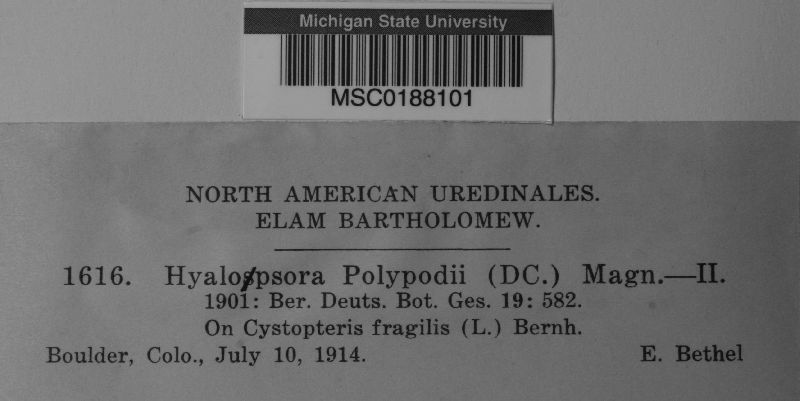 Michigan State University
MSC0188101
NORTH AMERICAN UREDINALES.
ELAM BARTHOLOMEW.
1616. Hyalospsora Polypodii (DC.) Magn.—II.
1901: Ber. Deuts. Bot. Ges. 19: 582.
On Cystopteris fragilis (L.) Bernh.
Boulder, Colo., July 10, 1914. E. Bethel